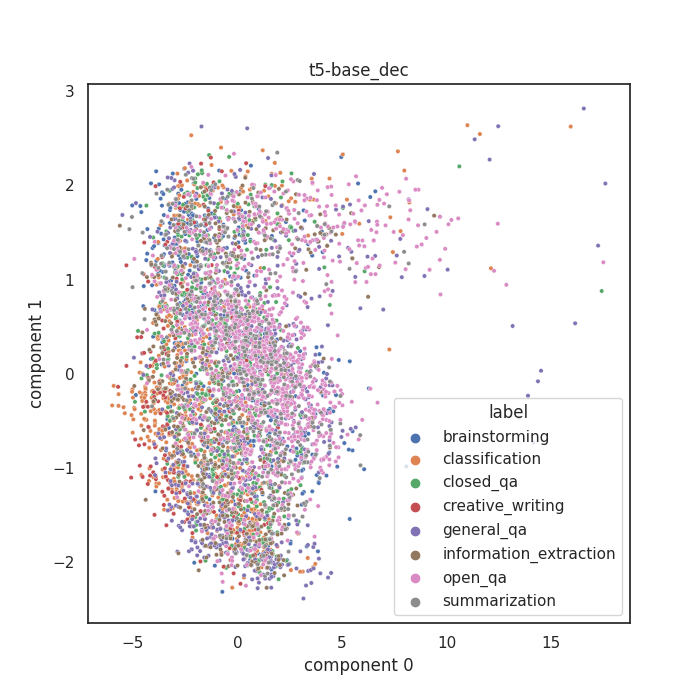 t5-base_dec
3
2
1
0
−1
−2
component 1
−5
0
5
10
15
component 0
label
brainstorming
classification
closed_qa
creative_writing
general_qa
information_extraction
open_qa
summarization